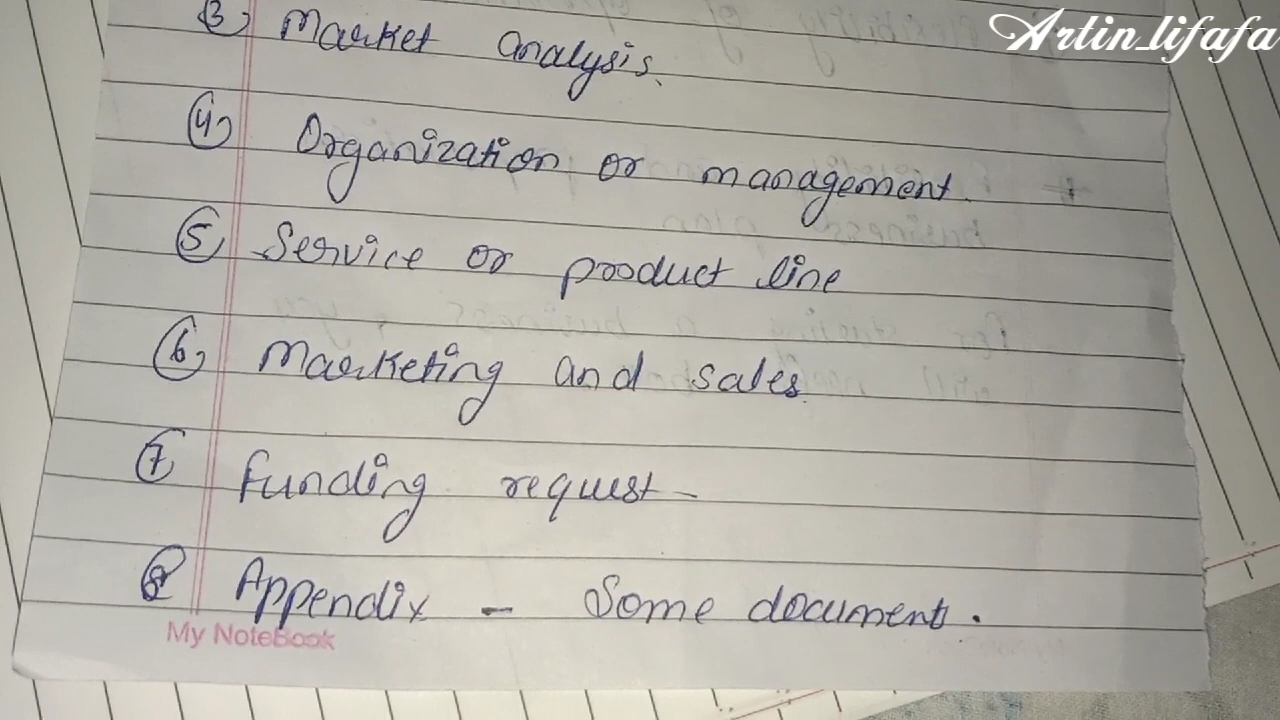 Artin_lifafa
3 Market analysis.
4 Organization or management.
5 Service or product line
6 Marketing and sales.
7 funding request -
8 Appendix - Some document.
My NoteBook